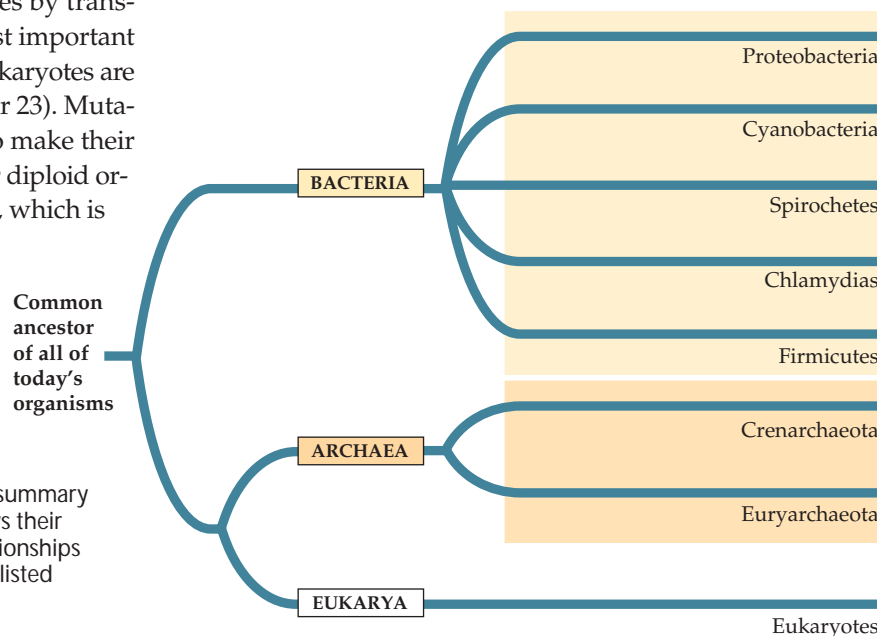 es by trans-
st important
karyotes are
r 23). Muta-
o make their
diploid or-
, which is
Proteobacteria
Cyanobacteria
BACTERIA
Spirochetes
Chlamydias
Firmicutes
Common
ancestor
of all of
today's
organisms
Crenarchaeota
ARCHAEA
Euryarchaeota
summary
s their
ionships
listed
EUKARYA
Eukaryotes